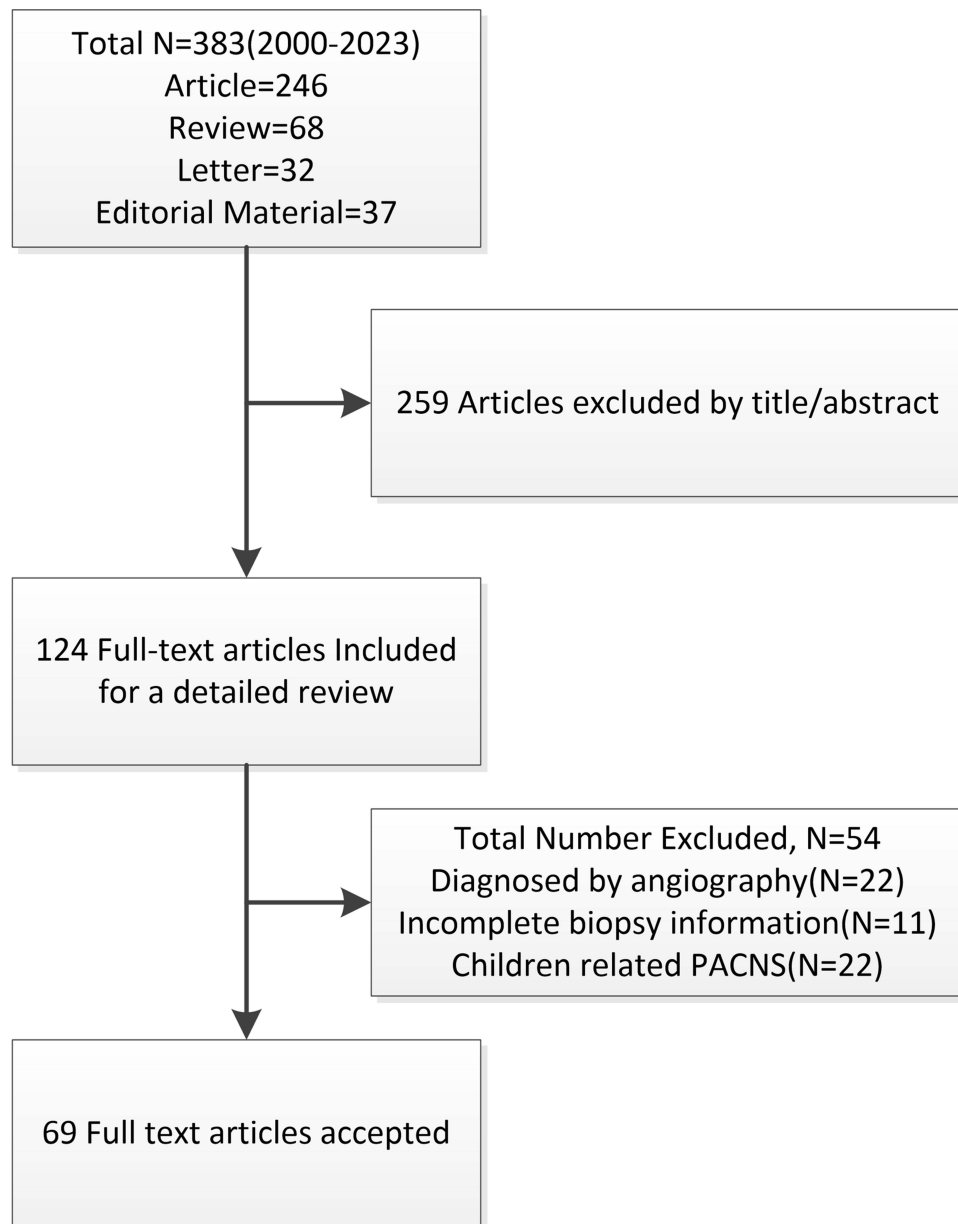 Total N=383(2000-2023)
Article=246
Review=68
Letter=32
Editorial Material=37
259 Articles excluded by title/abstract
124 Full-text articles Included
for a detailed review
Total Number Excluded, N=54
Diagnosed by angiography(N=22)
Incomplete biopsy information(N=11)
Children related PACNS(N=22)
69 Full text articles accepted